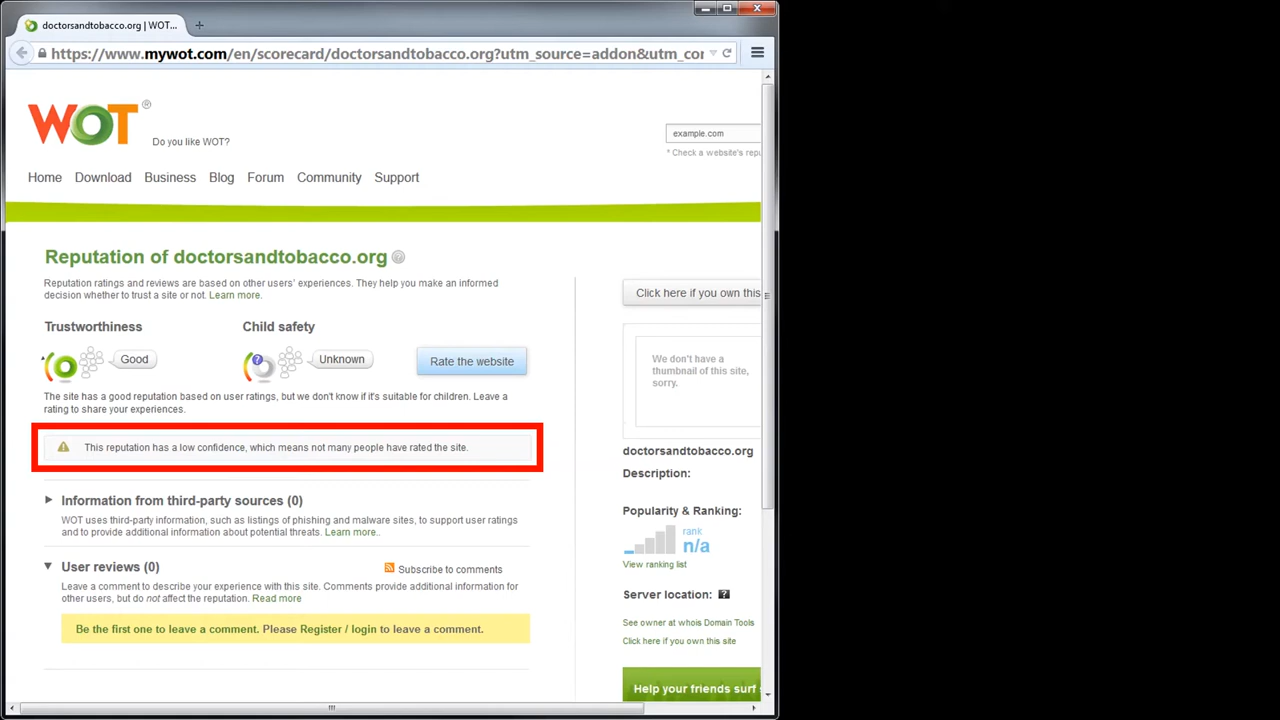 doctorsandtobacco.org | WOT...
https://www.mywot.com/en/scorecard/doctorsandtobacco.org?utm_source=addon&utm_cor
WOT®
Do you like WOT?
example.com
* Check a website's repu
Home Download Business Blog Forum Community Support
Reputation of doctorsandtobacco.org ?
Reputation ratings and reviews are based on other users' experiences. They help you make an informed
decision whether to trust a site or not. Learn more.
Trustworthiness Child safety
Good ? Unknown Rate the website
The site has a good reputation based on user ratings, but we don't know if it's suitable for children. Leave a
rating to share your experiences.
This reputation has a low confidence, which means not many people have rated the site.
Information from third-party sources (0)
WOT uses third-party information, such as listings of phishing and malware sites, to support user ratings
and to provide additional information about potential threats. Learn more..
User reviews (0) Subscribe to comments
Leave a comment to describe your experience with this site. Comments provide additional information for
other users, but do not affect the reputation. Read more
Be the first one to leave a comment. Please Register / login to leave a comment.
Click here if you own this
We don't have a
thumbnail of this site,
sorry.
doctorsandtobacco.org
Description:
Popularity & Ranking:
rank
n/a
View ranking list
Server location: ?
See owner at whois Domain Tools
Click here if you own this site
Help your friends surf s